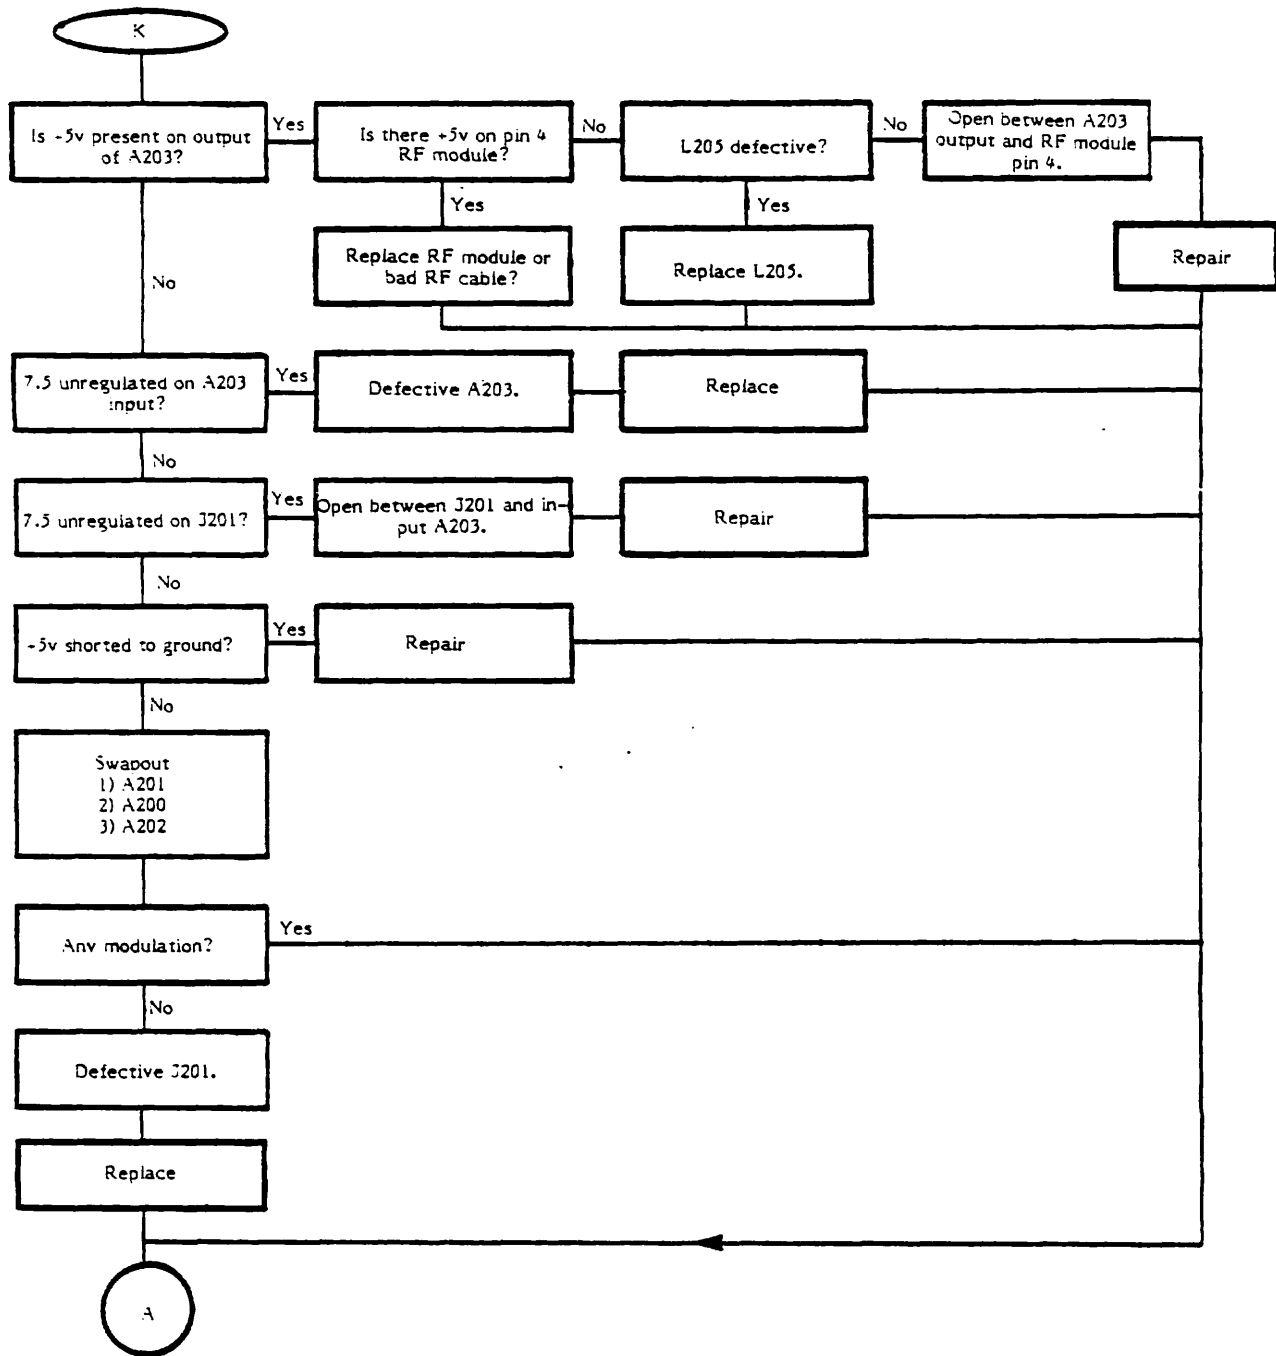 K
Is +5v present on output
of A203?
Yes
Is there +5v on pin 4
RF module?
No
L205 defective?
No
Open between A203
output and RF module
pin 4.
Yes
Yes
Replace RF module or
bad RF cable?
Replace L205.
Repair
No
7.5 unregulated on A203
input?
Yes
Defective A203.
Replace
No
7.5 unregulated on J201?
Yes
Open between J201 and in-
put A203.
Repair
No
+5v shorted to ground?
Yes
Repair
No
Swapout
1) A201
2) A200
3) A202
Any modulation?
Yes
No
Defective J201.
Replace
A